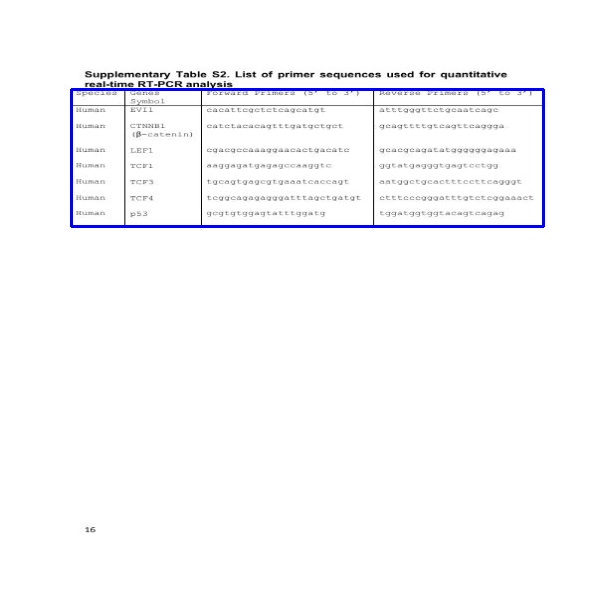 Supplementary Table S2. List of primer sequences used for quantitative
real-time RT-PCR analysis
Species Genes Forward Primers (5' to 3') Reverse Primers (5' to 3')
Symbol
Human EVI1 cacattcgctctcagcatgt atttgggttctgcaatcagc
Human CTNNB1 catctacacagtttgatgctgct gcagttttgtcagttcaggga
(β-catenin)
Human LEF1 cgacgccaaaggaacactgacatc gcacgcagatatggggggagaaa
Human TCF1 aaggagatgagagccaaggtc ggtatgagggtgagtcctgg
Human TCF3 tgcagtgagcgtgaaatcaccagt aatggctgcactttccttcagggt
Human TCF4 tcggcagagagggatttagctgatgt ctttcccgggatttgtctcggaaact
Human p53 gcgtgtggagtatttggatg tggatggtggtacagtcagag
16